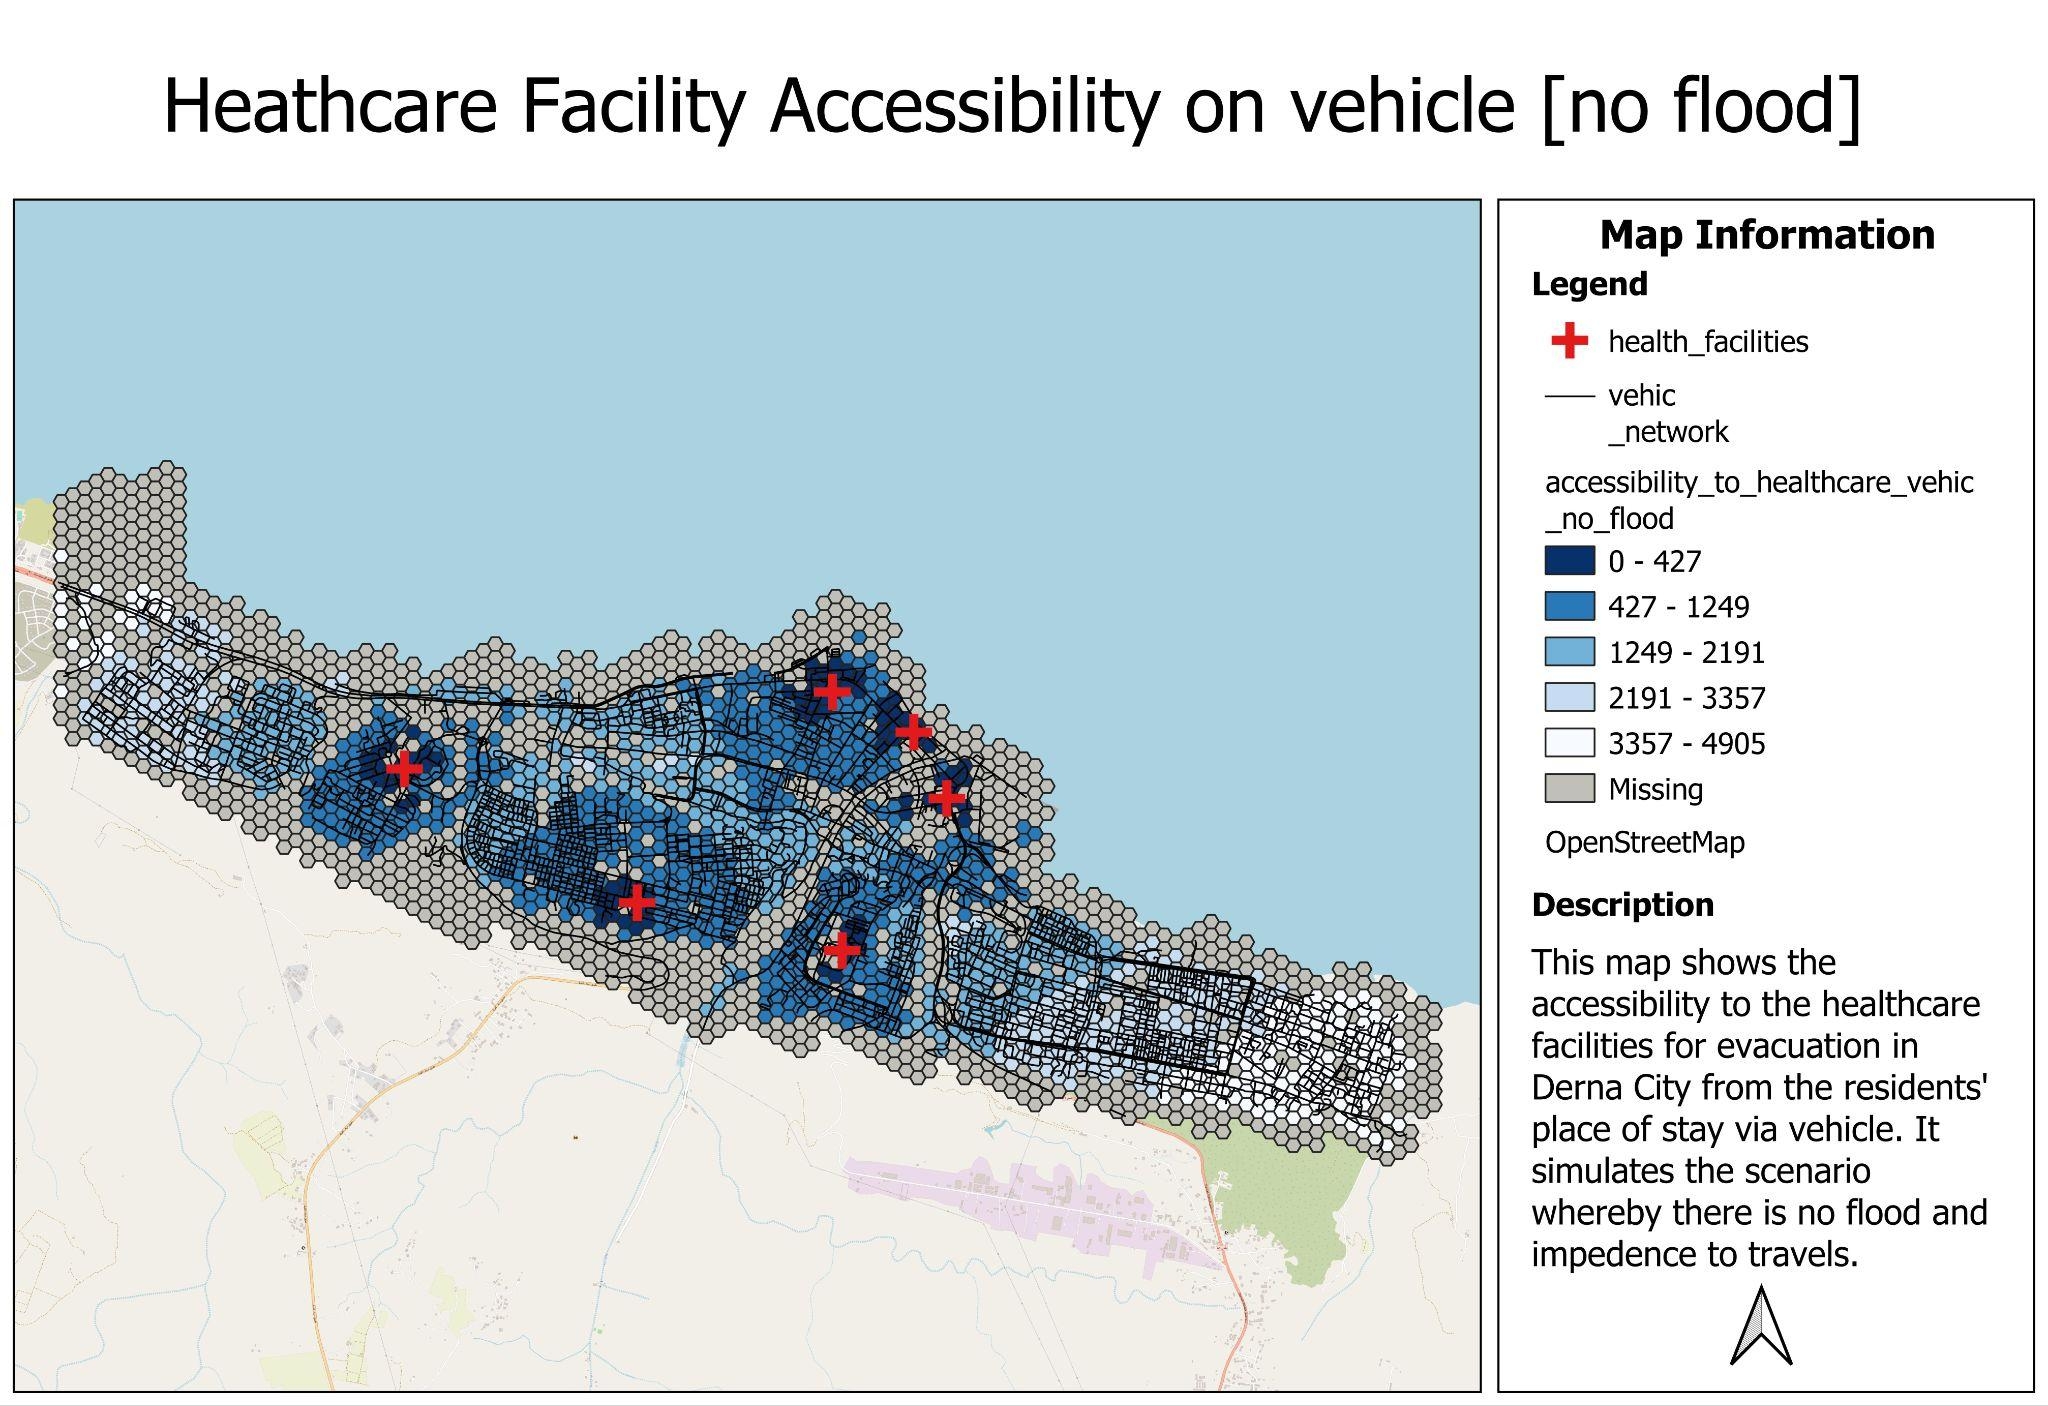 Heathcare Facility Accessibility on vehicle [no flood]
Map Information
Legend
health_facilities
vehic
_network
accessibility_to_healthcare_vehic
_no_flood
0 - 427
427 - 1249
1249 - 2191
2191 - 3357
3357 - 4905
Missing
OpenStreetMap
Description
This map shows the
accessibility to the healthcare
facilities for evacuation in
Derna City from the residents'
place of stay via vehicle. It
simulates the scenario
whereby there is no flood and
impedence to travels.